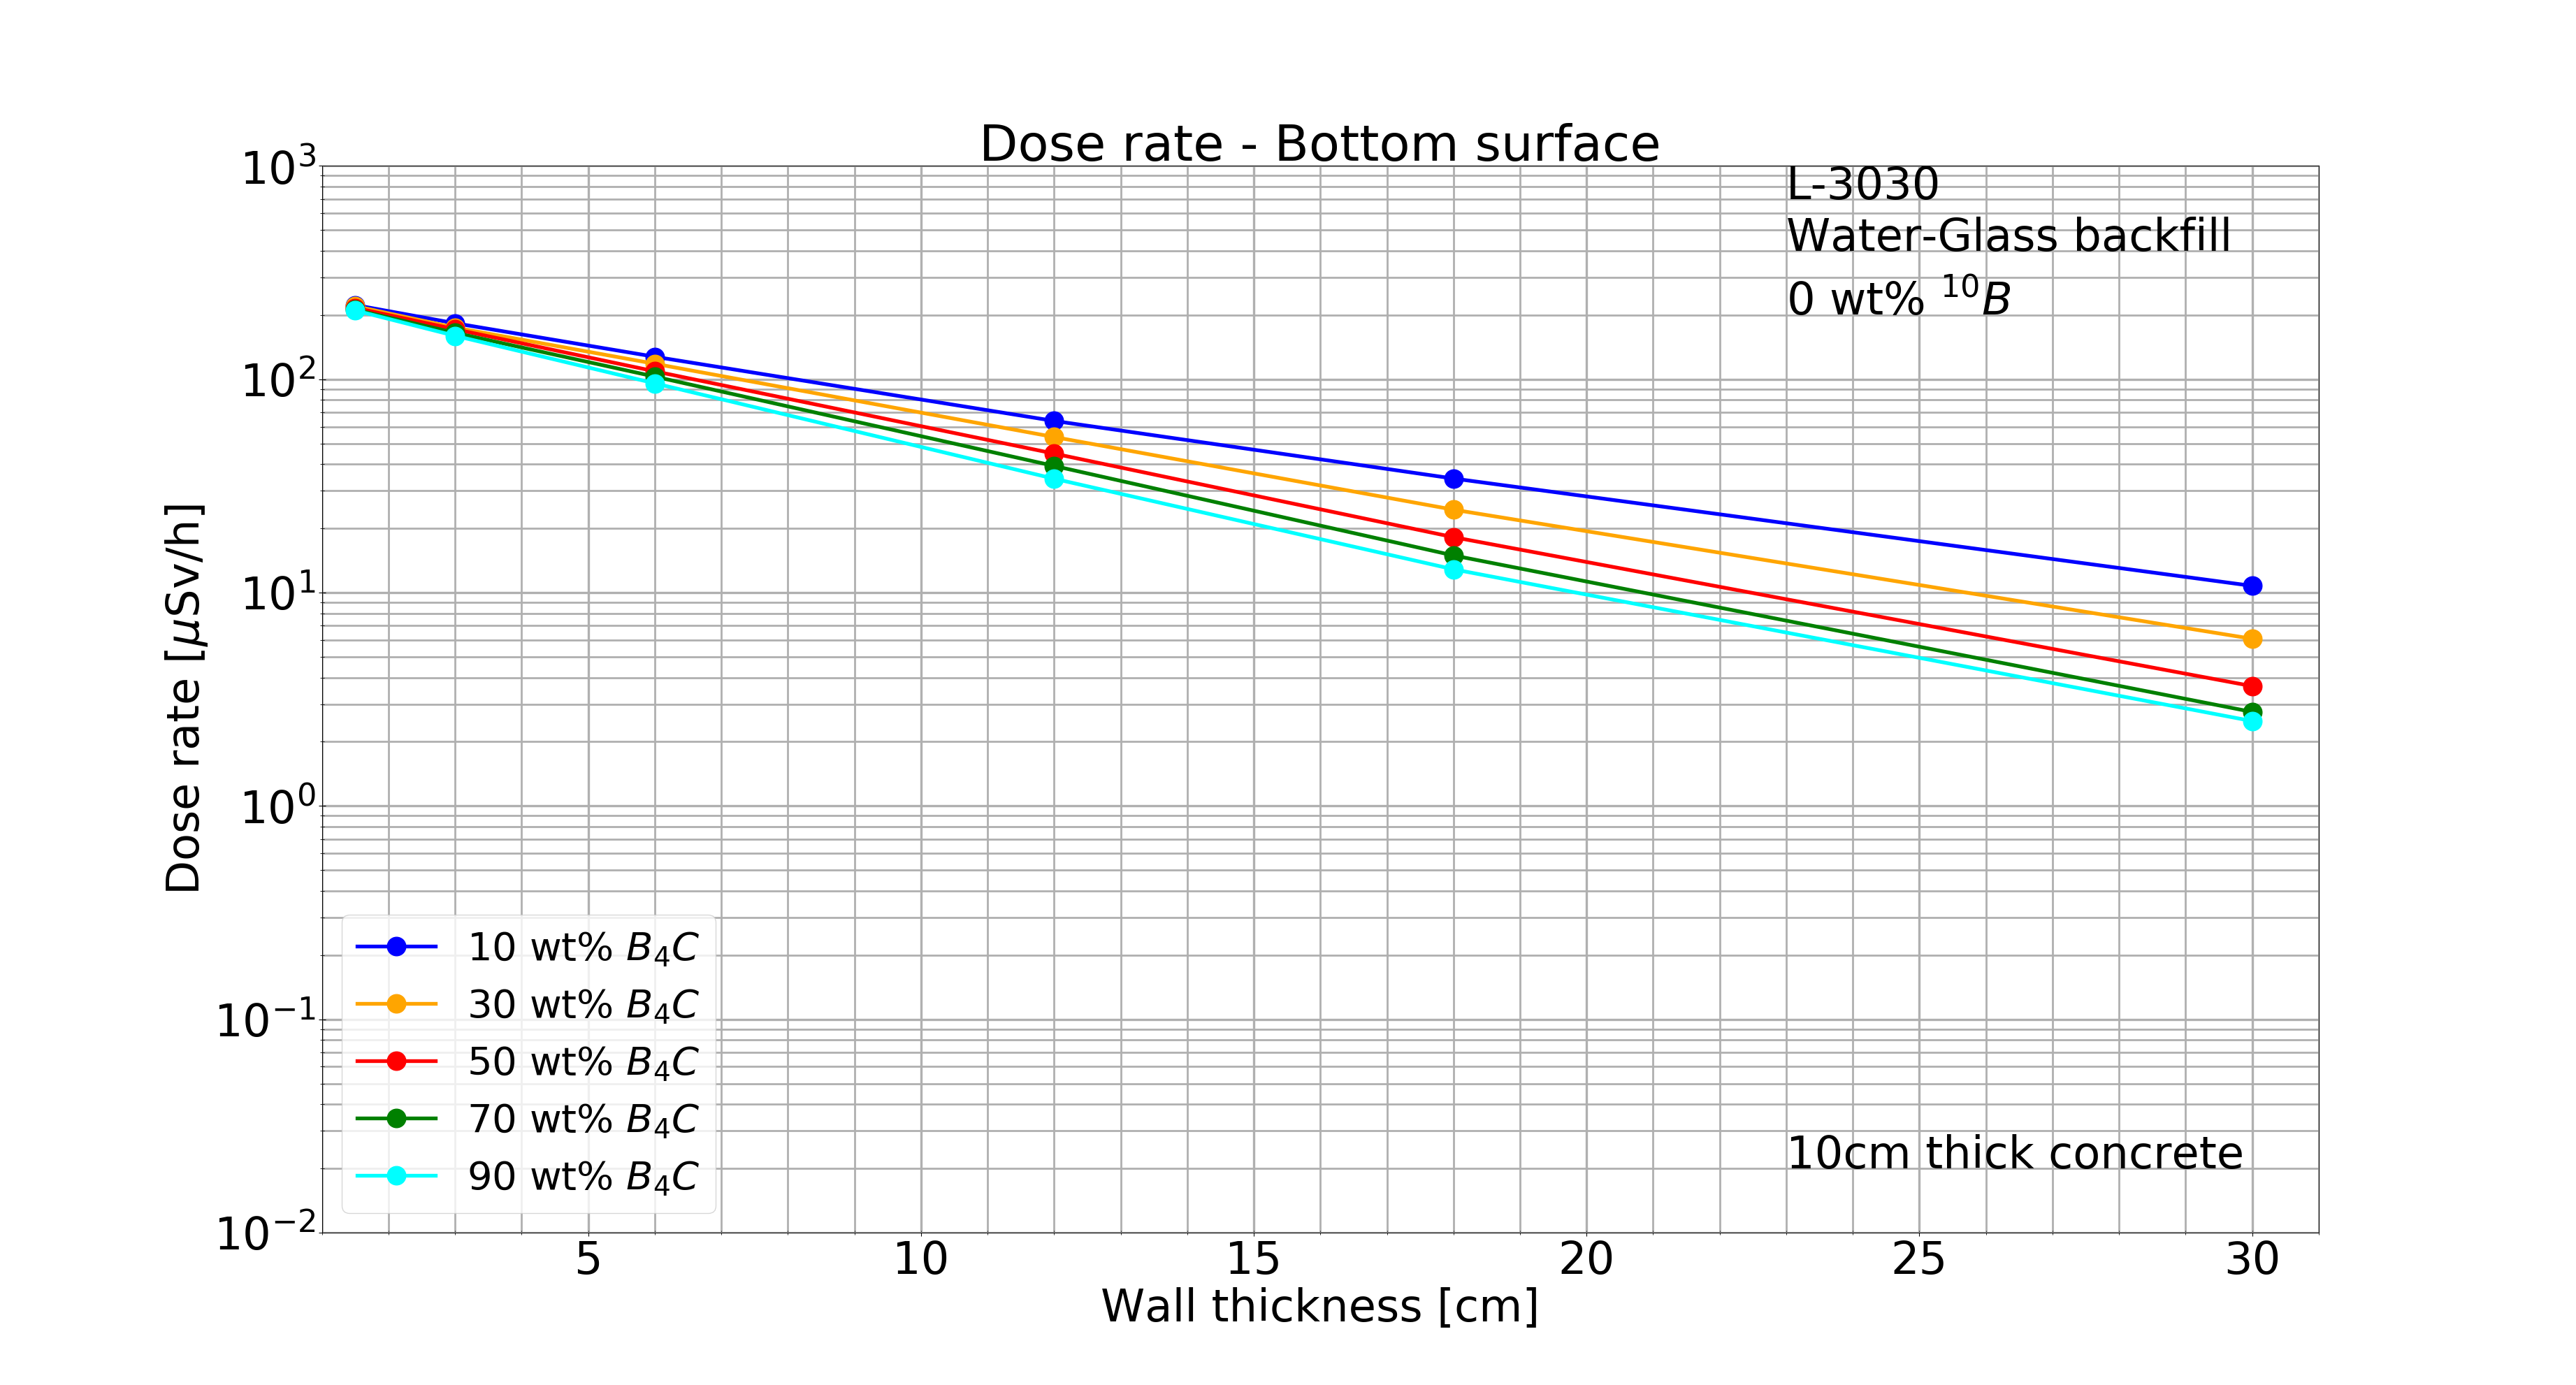 Dose rate - Bottom surface
L-3030
Water-Glass backfill
0 wt% ¹⁰B
10³
10²
10¹
10⁰
10⁻¹
10⁻²
Dose rate [μSv/h]
10 wt% B₄C
30 wt% B₄C
50 wt% B₄C
70 wt% B₄C
90 wt% B₄C
10cm thick concrete
5 10 15 20 25 30
Wall thickness [cm]